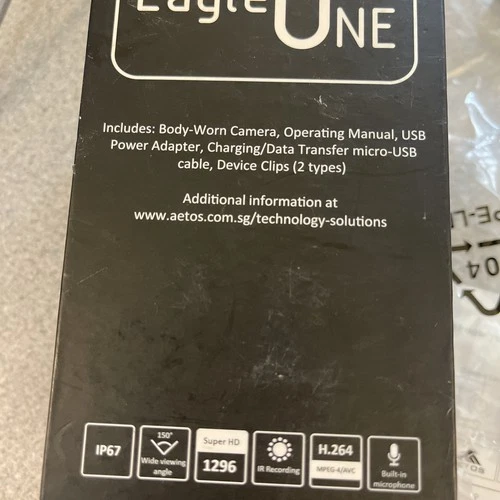 Eagle ONE
Includes: Body-Worn Camera, Operating Manual, USB
Power Adapter, Charging/Data Transfer micro-USB
cable, Device Clips (2 types)
Additional information at
www.aetos.com.sg/technology-solutions
IP67
150°
Wide viewing
angle
Super HD
1296
IR Recording
H.264
MPEG-4/AVC
Built-in
microphone
04